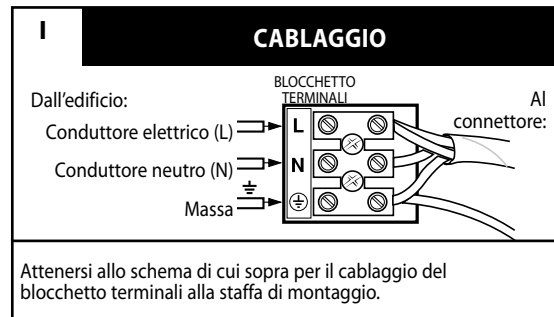 I
CABLAGGIO
BLOCCHETTO
TERMINALI
Dall'edificio:
Al
connettore:
Conduttore elettrico (L)
L
Conduttore neutro (N)
N
Massa
Attenersi allo schema di cui sopra per il cablaggio del
blocchetto terminali alla staffa di montaggio.